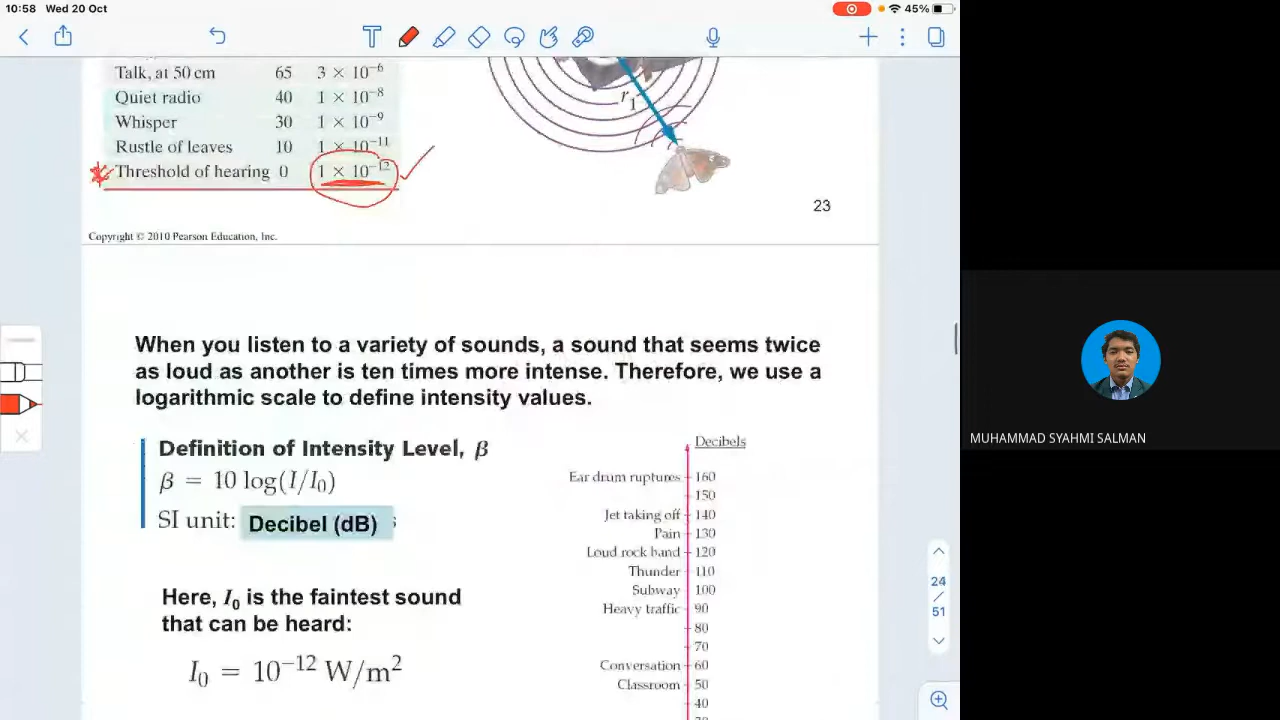 10:58 Wed 20 Oct
45%
Talk, at 50 cm 65 3 × 10⁻⁶
Quiet radio 40 1 × 10⁻⁸
Whisper 30 1 × 10⁻⁹
Rustle of leaves 10 1 × 10⁻¹¹
Threshold of hearing 0 1 × 10⁻¹²
r₁
23
Copyright © 2010 Pearson Education, Inc.
When you listen to a variety of sounds, a sound that seems twice
as loud as another is ten times more intense. Therefore, we use a
logarithmic scale to define intensity values.
Definition of Intensity Level, β
β = 10 log(I/I₀)
SI unit: Decibel (dB)
Here, I₀ is the faintest sound
that can be heard:
I₀ = 10⁻¹² W/m²
Decibels
Ear drum ruptures 160
150
Jet taking off 140
Pain 130
Loud rock band 120
Thunder 110
Subway 100
Heavy traffic 90
80
70
Conversation 60
Classroom 50
40
24
/
51
MUHAMMAD SYAHMI SALMAN